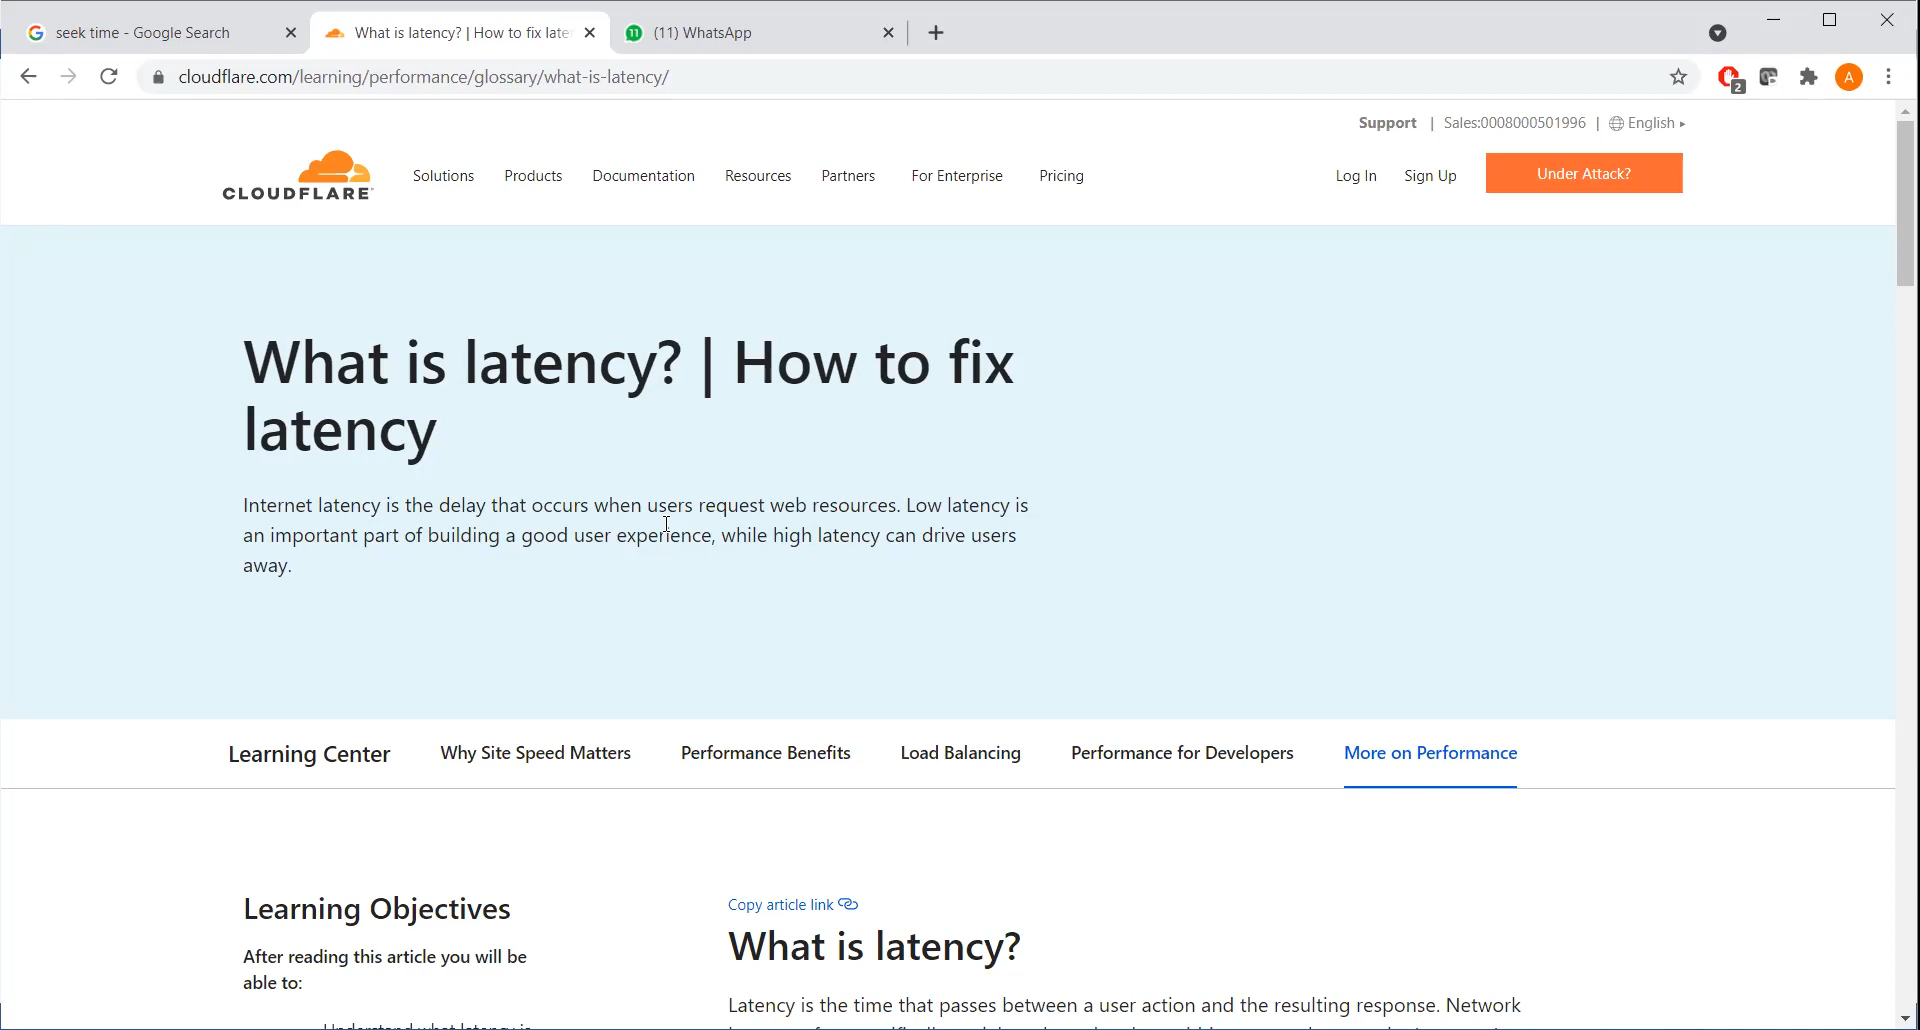 seek time - Google Search
What is latency? | How to fix late
11
(11) WhatsApp
cloudflare.com/learning/performance/glossary/what-is-latency/
2
A
Support | Sales:0008000501996 | English ▸
CLOUDFLARE
Solutions Products Documentation Resources Partners For Enterprise Pricing
Log In Sign Up Under Attack?
What is latency? | How to fix
latency
Internet latency is the delay that occurs when users request web resources. Low latency is
an important part of building a good user experience, while high latency can drive users
away.
Learning Center Why Site Speed Matters Performance Benefits Load Balancing Performance for Developers More on Performance
Learning Objectives
After reading this article you will be
able to:
Understand what latency is
Copy article link
What is latency?
Latency is the time that passes between a user action and the resulting response. Network